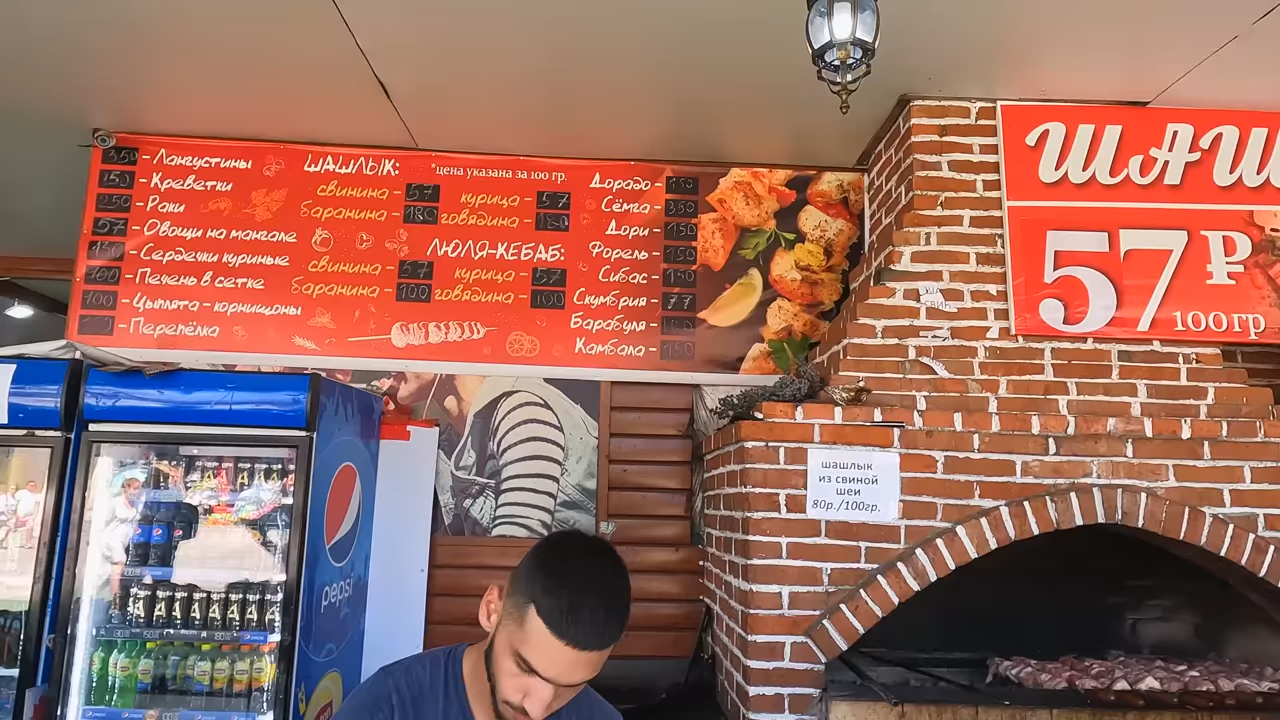 350 - Лангустины
150 - Креветки
250 - Раки
57 - Овощи на мангале
130 - Сердечки куриные
100 - Печень в сетке
100 - Цыплята - корнишоны
- Перепёлка
ШАШЛЫК:
*цена указана за 100 гр.
свинина - 57 курица - 57
баранина - 180 говядина - 180
ЛЮЛЯ-КЕБАБ:
свинина - 57 курица - 57
баранина - 100 говядина - 100
Дорадо - 150
Сёмга - 350
Дори - 150
Форель - 150
Сибас - 150
Скумбрия - 77
Барабуля -
Камбала - 150
ШАШ
57 ₽
100гр
шашлык
из свиной
шеи
80р./100гр.
pepsi